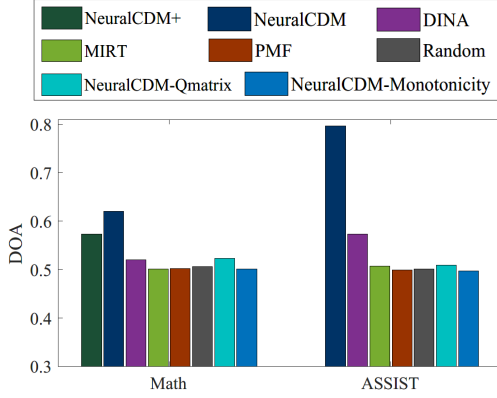 NeuralCDM+ NeuralCDM DINA
MIRT PMF Random
NeuralCDM-Qmatrix NeuralCDM-Monotonicity
0.8
0.7
0.6
0.5
0.4
0.3
DOA
Math ASSIST